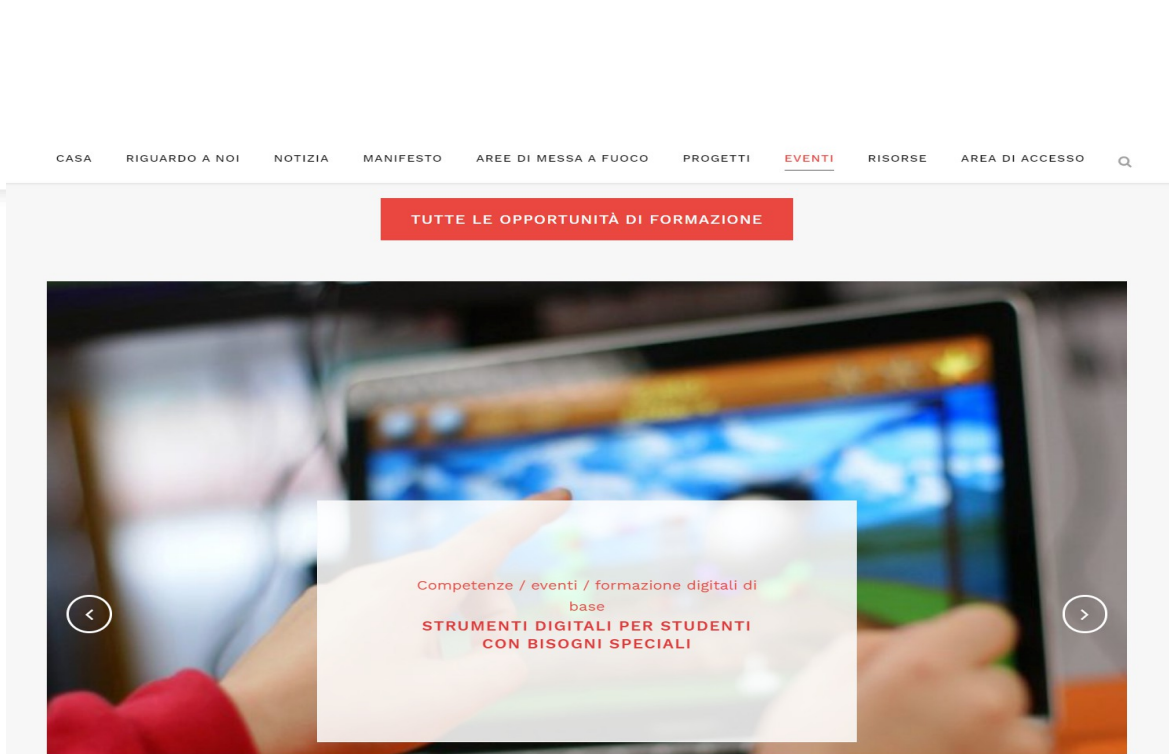 CASA RIGUARDO A NOI NOTIZIA MANIFESTO AREE DI MESSA A FUOCO PROGETTI EVENTI RISORSE AREA DI ACCESSO
TUTTE LE OPPORTUNITÀ DI FORMAZIONE
Competenze / eventi / formazione digitali di
base
STRUMENTI DIGITALI PER STUDENTI
CON BISOGNI SPECIALI